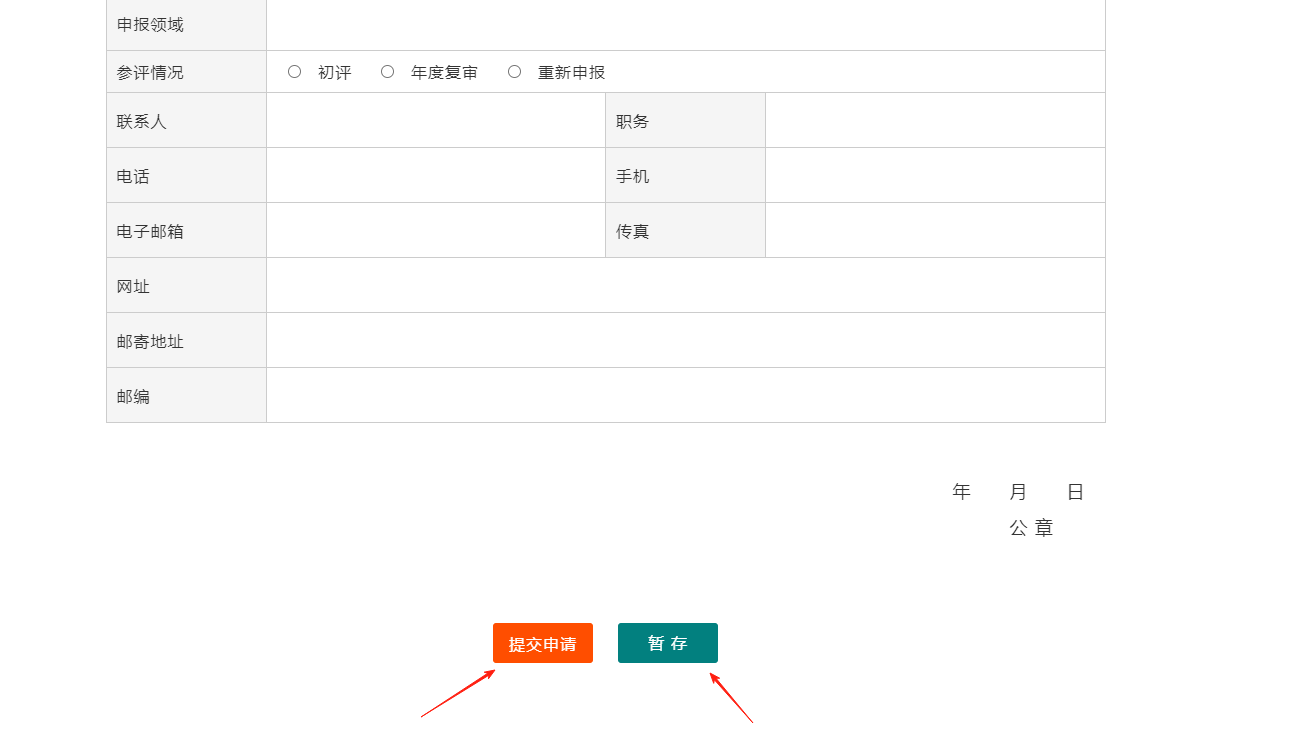 申报领域
参评情况 初评 年度复审 重新申报
联系人 职务
电话 手机
电子邮箱 传真
网址
邮寄地址
邮编
年 月 日
公 章
提交申请 暂 存